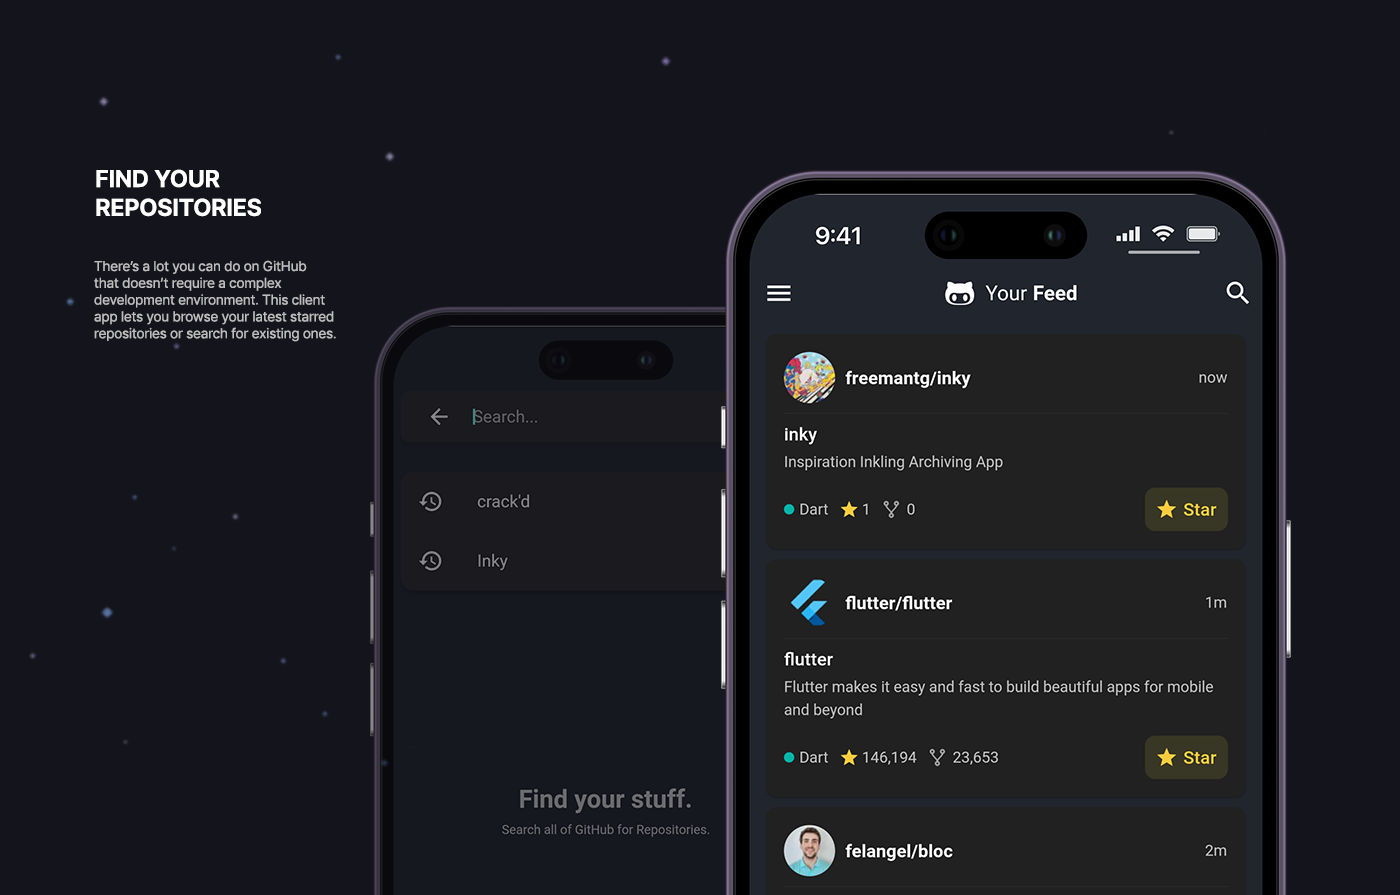 FIND YOUR
REPOSITORIES
There's a lot you can do on GitHub
that doesn't require a complex
development environment. This client
app lets you browse your latest starred
repositories or search for existing ones.
Search...
crack'd
Inky
Find your stuff.
Search all of GitHub for Repositories.
9:41
Your Feed
freemantg/inky
now
inky
Inspiration Inkling Archiving App
Dart 1 0
Star
flutter/flutter
1m
flutter
Flutter makes it easy and fast to build beautiful apps for mobile
and beyond
Dart 146,194 23,653
Star
felangel/bloc
2m